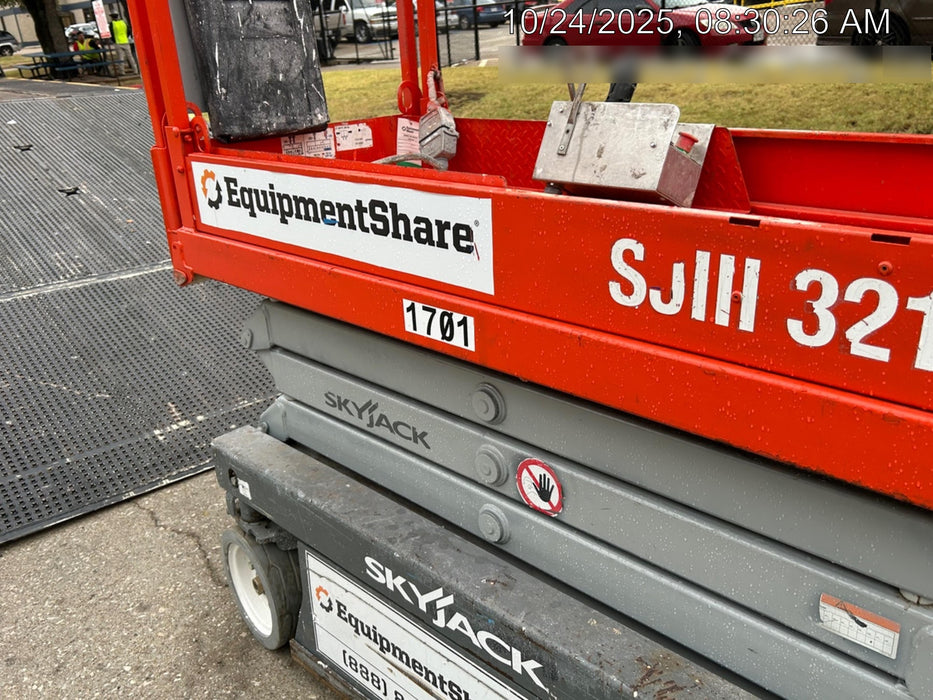 10/24/2025, 08:30:26 AM
EquipmentShare
SJIII 321
1701
SKYJACK
SKYJACK
EquipmentSh
(888)